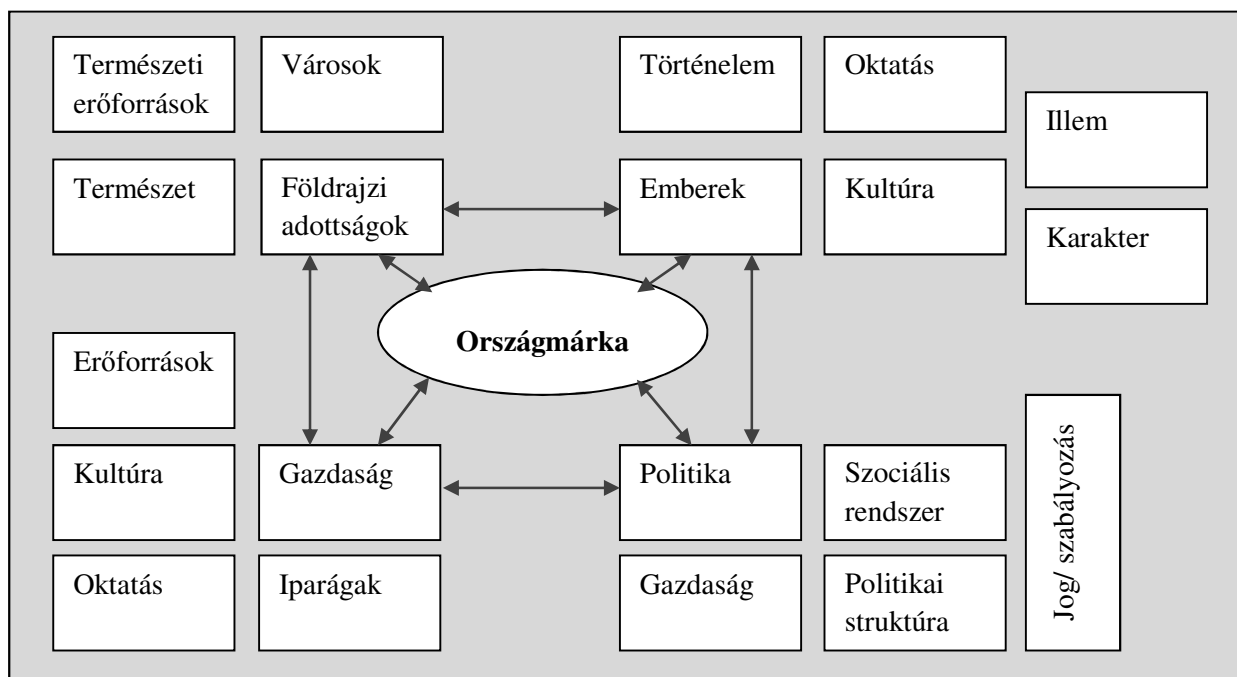 Természeti
erőforrások
Városok
Történelem
Oktatás
Illem
Természet
Földrajzi
adottságok
Emberek
Kultúra
Karakter
Országmárka
Erőforrások
Kultúra
Gazdaság
Politika
Szociális
rendszer
Jog/ szabályozás
Oktatás
Iparágak
Gazdaság
Politikai
struktúra